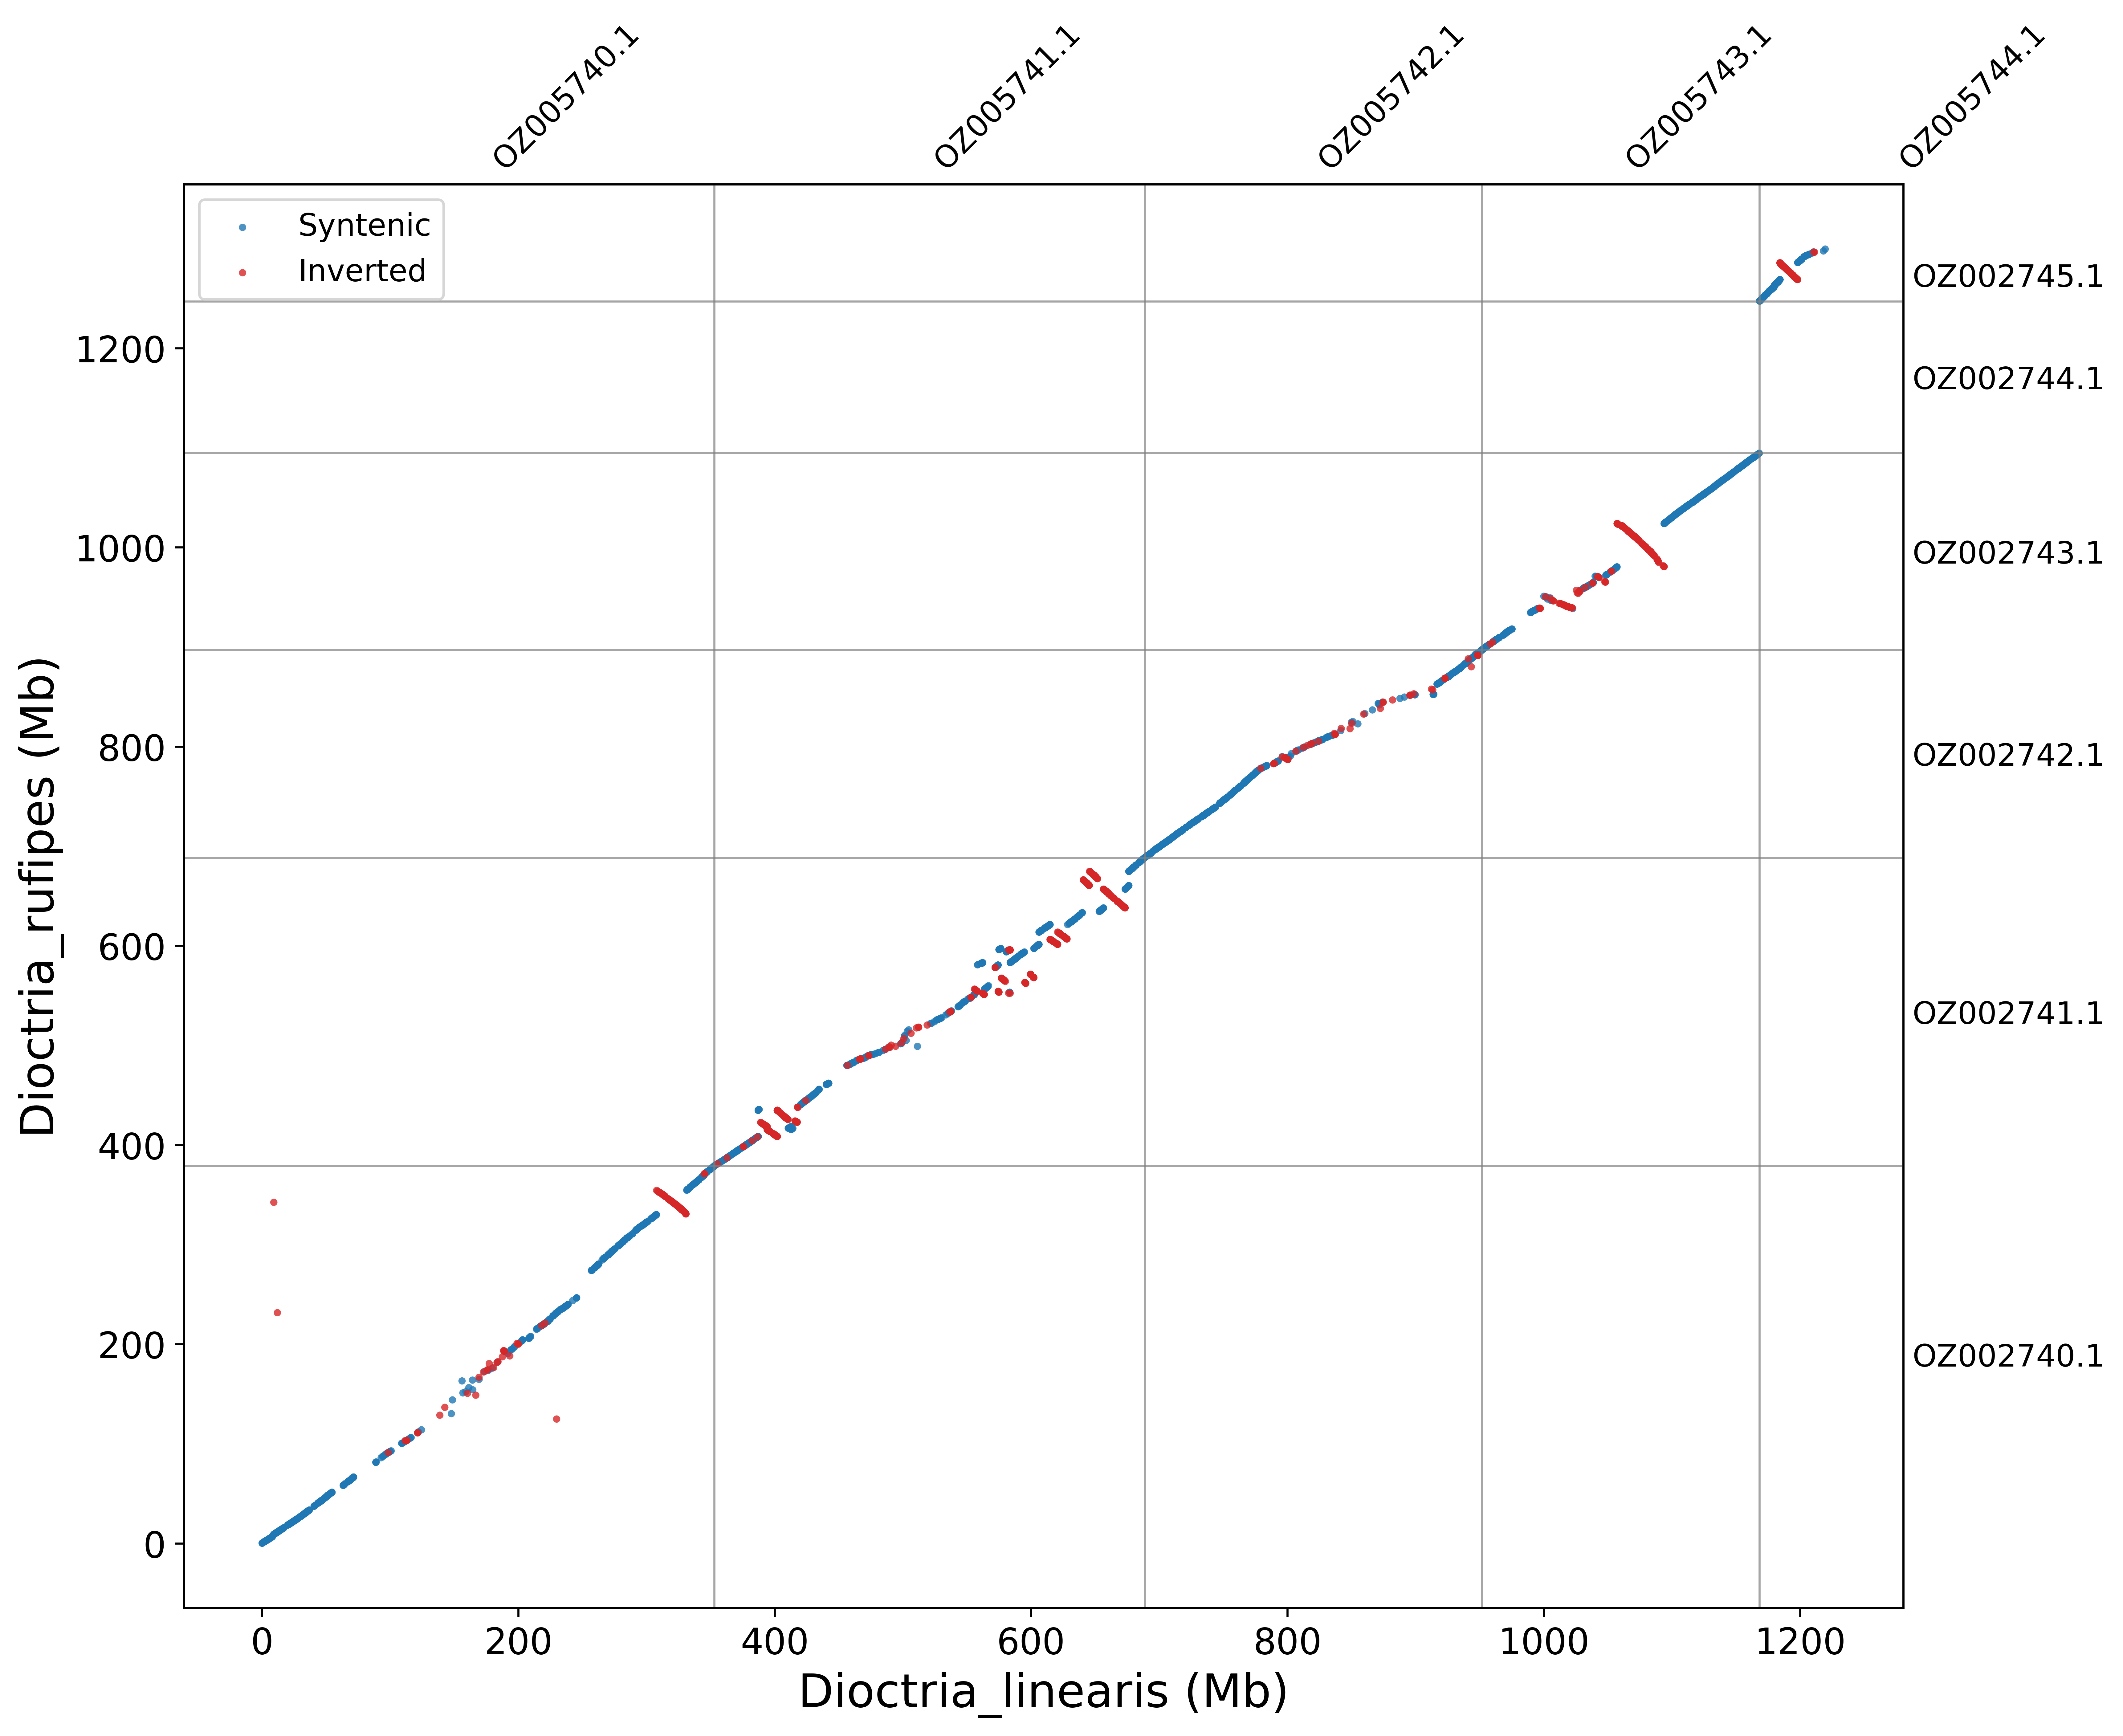 OZ005740.1
OZ005741.1
OZ005742.1
OZ005743.1
OZ005744.1
Syntenic
Inverted
OZ002745.1
OZ002744.1
OZ002743.1
OZ002742.1
OZ002741.1
OZ002740.1
1200
1000
800
600
400
200
0
Dioctria_rufipes (Mb)
0
200
400
600
800
1000
1200
Dioctria_linearis (Mb)